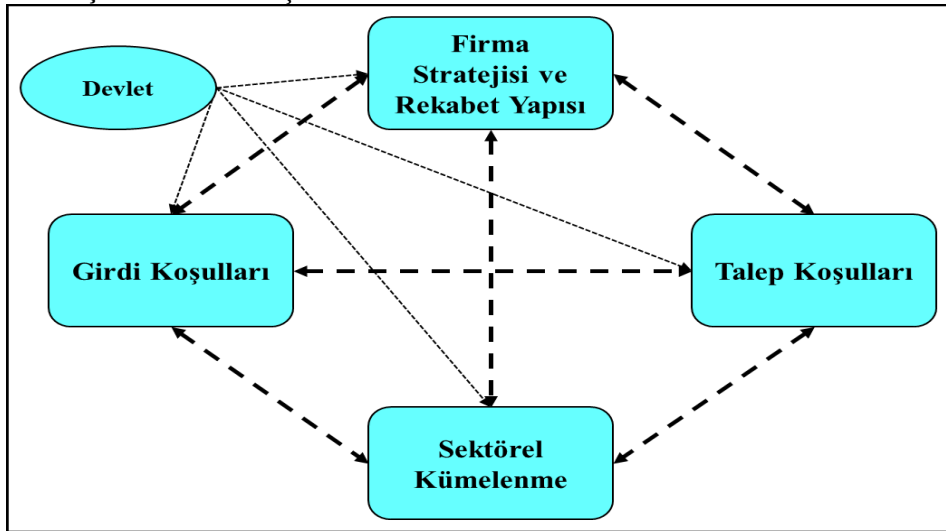 Firma
Stratejisi ve
Rekabet Yapısı
Devlet
Girdi Koşulları
Talep Koşulları
Sektörel
Kümelenme